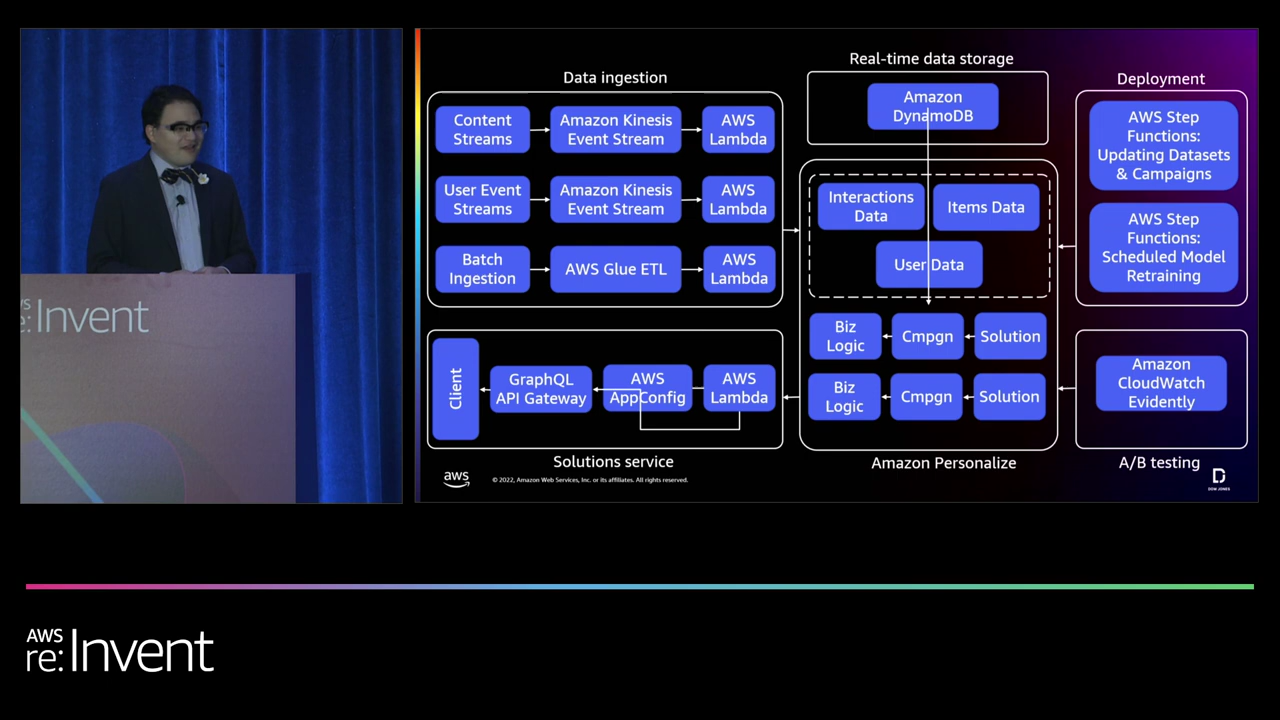 ws
re:Invent
Data ingestion
Content
Streams
Amazon Kinesis
Event Stream
AWS
Lambda
User Event
Streams
Amazon Kinesis
Event Stream
AWS
Lambda
Batch
Ingestion
AWS Glue ETL
AWS
Lambda
Real-time data storage
Amazon
DynamoDB
Interactions
Data
Items Data
User Data
Biz
Logic
Cmpgn
Solution
Biz
Logic
Cmpgn
Solution
Amazon Personalize
Deployment
AWS Step
Functions:
Updating Datasets
& Campaigns
AWS Step
Functions:
Scheduled Model
Retraining
Amazon
CloudWatch
Evidently
A/B testing
Client
GraphQL
API Gateway
AWS
AppConfig
AWS
Lambda
Solutions service
aws
© 2022, Amazon Web Services, Inc. or its affiliates. All rights reserved.
D
DOW JONES
AWS
re:Invent